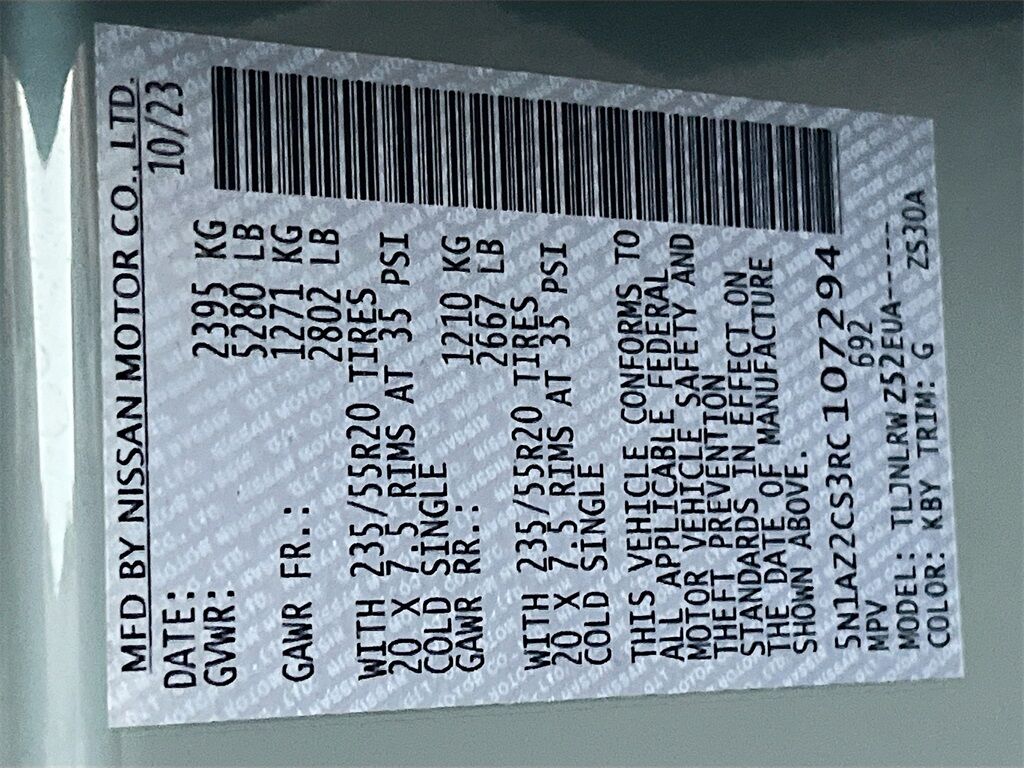 MFD BY NISSAN MOTOR CO., LTD.
DATE: 10/23
GVWR: 2395 KG
5280 LB
GAWR FR.: 1271 KG
2802 LB
WITH 235/55R20 TIRES
20 X 7.5 RIMS AT 35 PSI
COLD SINGLE
GAWR RR.: 1210 KG
2667 LB
WITH 235/55R20 TIRES
20 X 7.5 RIMS AT 35 PSI
COLD SINGLE
THIS VEHICLE CONFORMS TO
ALL APPLICABLE FEDERAL
MOTOR VEHICLE SAFETY AND
THEFT PREVENTION
STANDARDS IN EFFECT ON
THE DATE OF MANUFACTURE
SHOWN ABOVE.
5N1AZ2CS3RC107294
MPV 692
MODEL: TLJNLRWZ52EUA-----
COLOR: KBY TRIM: G ZS30A